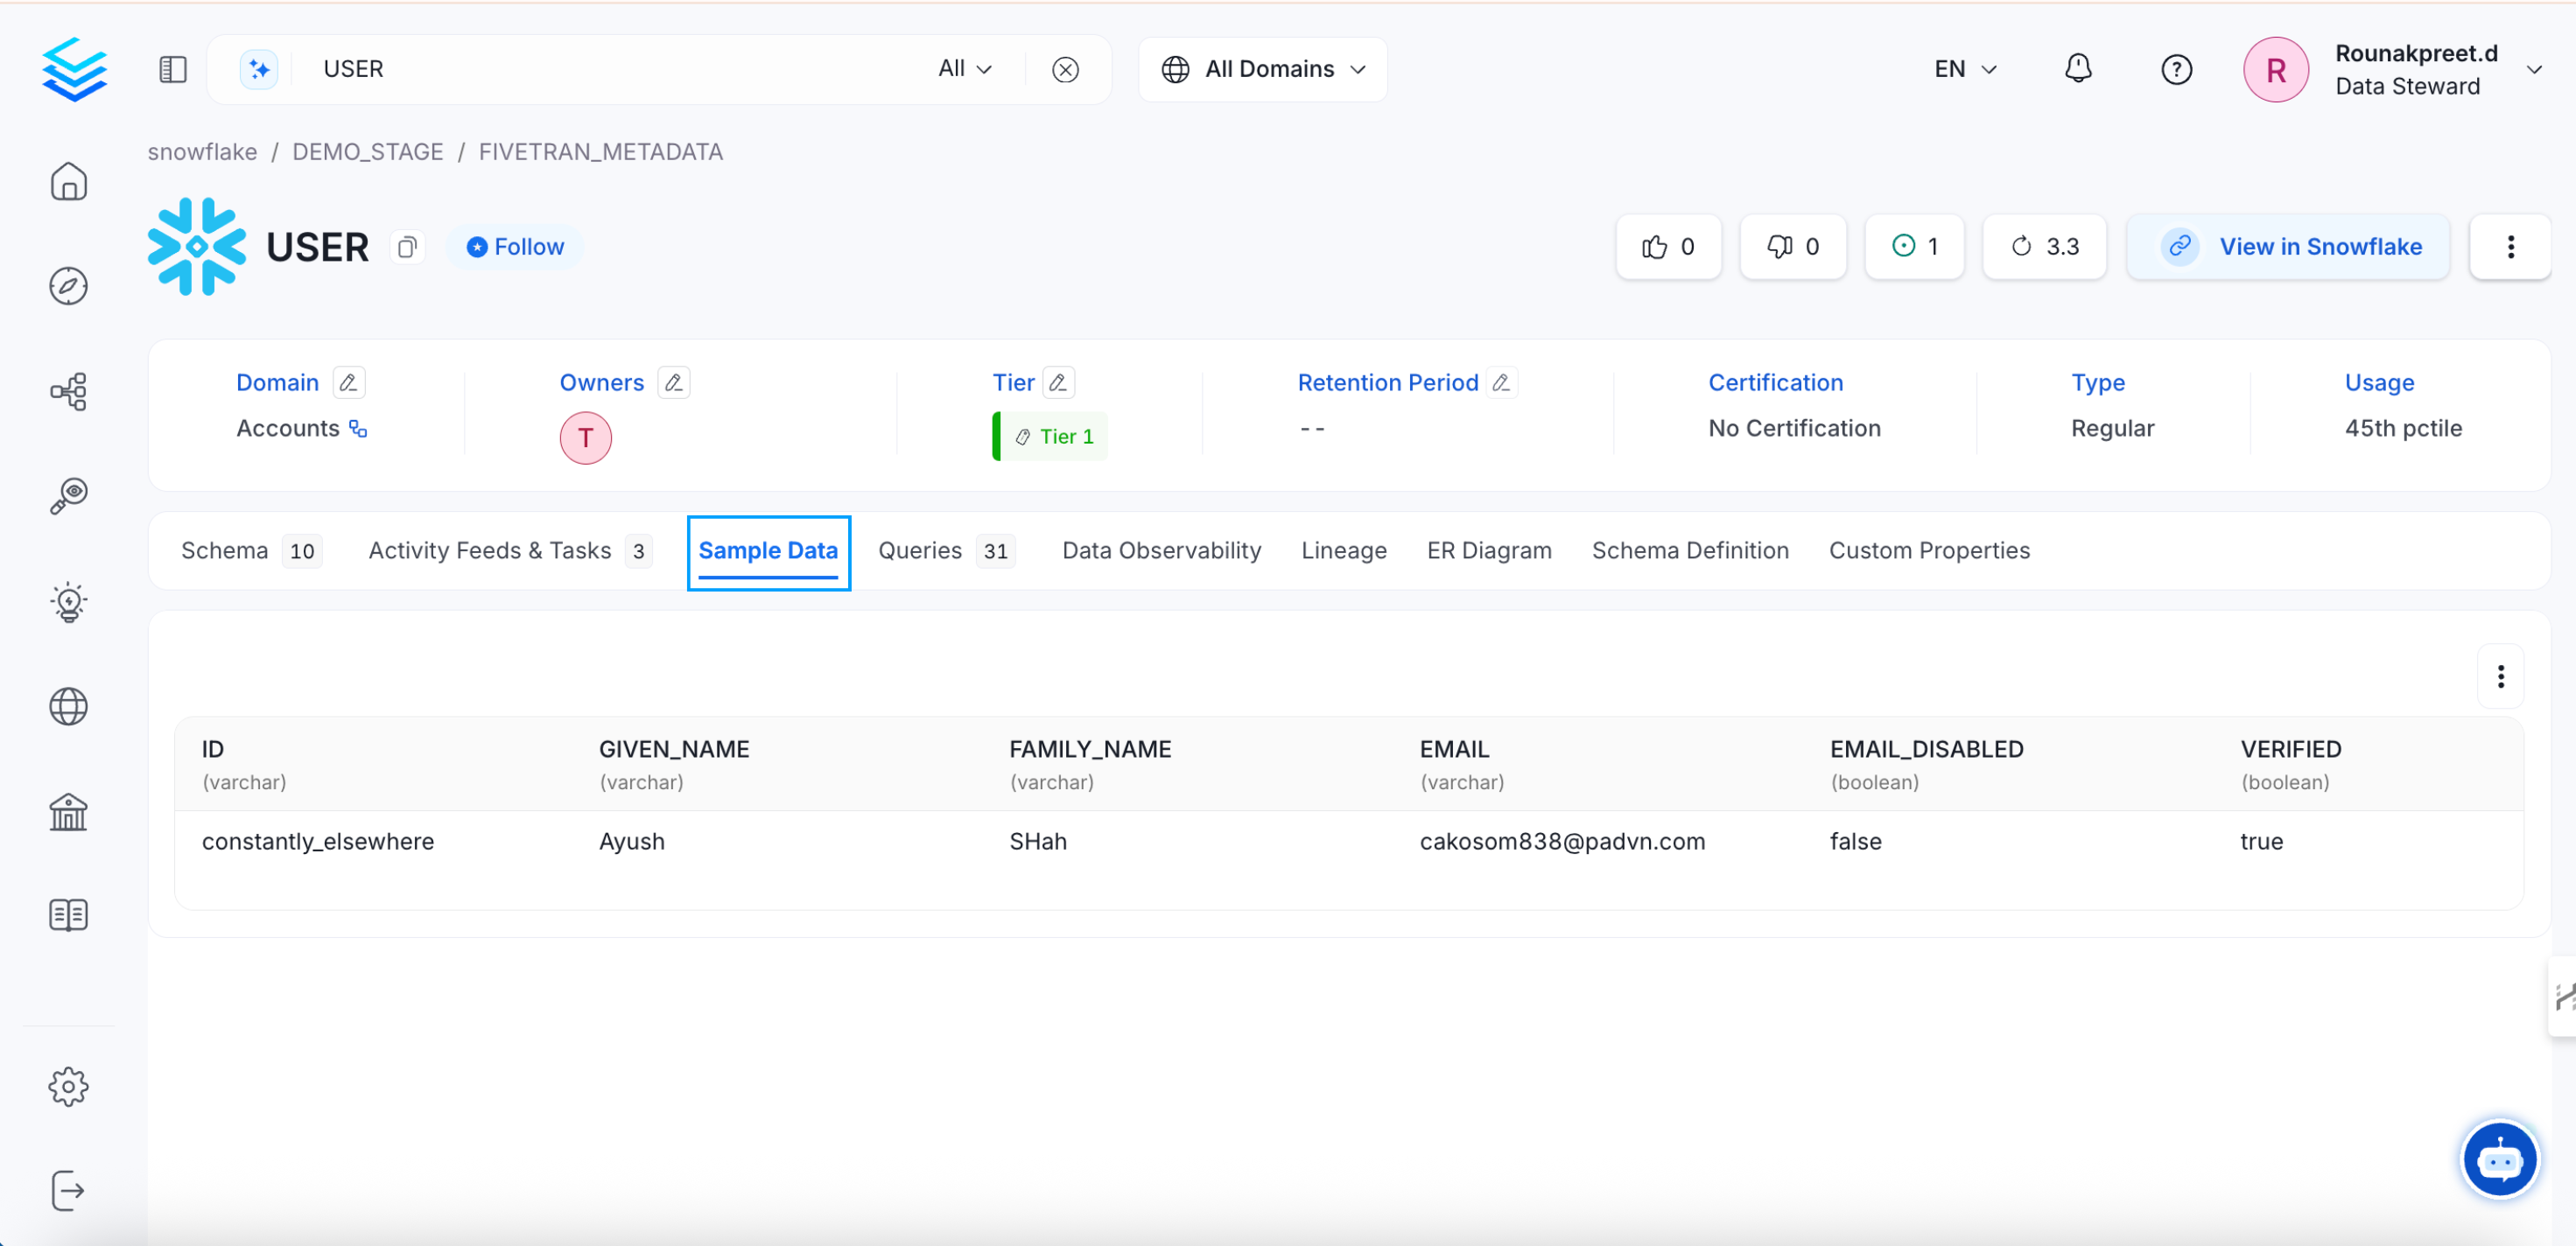 USER All All Domains EN Rounakpreet.d
R Data Steward
snowflake / DEMO_STAGE / FIVETRAN_METADATA
USER Follow 0 0 1 3.3 View in Snowflake
Domain Owners Tier Retention Period Certification Type Usage
Accounts T Tier 1 -- No Certification Regular 45th pctile
Schema 10 Activity Feeds & Tasks 3 Sample Data Queries 31 Data Observability Lineage ER Diagram Schema Definition Custom Properties
ID GIVEN_NAME FAMILY_NAME EMAIL EMAIL_DISABLED VERIFIED
(varchar) (varchar) (varchar) (varchar) (boolean) (boolean)
constantly_elsewhere Ayush SHah cakosom838@padvn.com false true